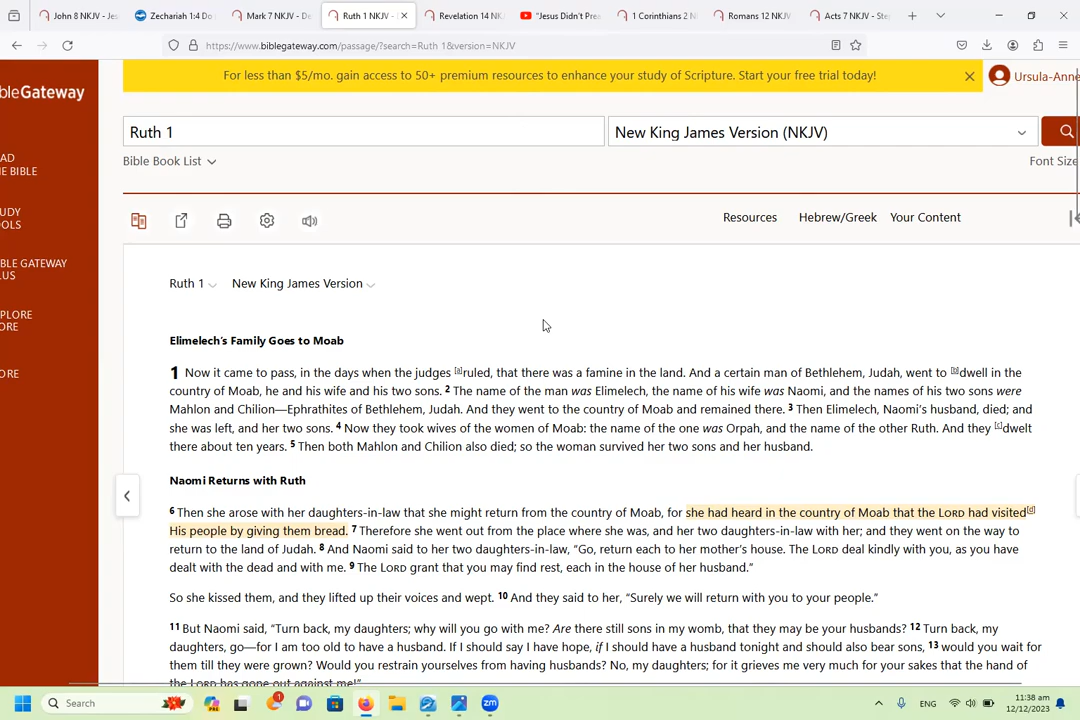 John 8 NKJV - Jes
Zechariah 1:4 Do
Mark 7 NKJV - De
Ruth 1 NKJV -
Revelation 14 NK
"Jesus Didn't Prea
1 Corinthians 2 N
Romans 12 NKJV
Acts 7 NKJV - Ste
https://www.biblegateway.com/passage/?search=Ruth 1&version=NKJV
For less than $5/mo. gain access to 50+ premium resources to enhance your study of Scripture. Start your free trial today!
Ursula-Anne
bleGateway
Ruth 1
New King James Version (NKJV)
Bible Book List
Font Size
AD
E BIBLE
UDY
OLS
BLE GATEWAY
US
PLORE
RE
ORE
Resources
Hebrew/Greek
Your Content
Ruth 1
New King James Version
Elimelech's Family Goes to Moab
1 Now it came to pass, in the days when the judges [a]ruled, that there was a famine in the land. And a certain man of Bethlehem, Judah, went to [b]dwell in the
country of Moab, he and his wife and his two sons. 2 The name of the man was Elimelech, the name of his wife was Naomi, and the names of his two sons were
Mahlon and Chilion—Ephrathites of Bethlehem, Judah. And they went to the country of Moab and remained there. 3 Then Elimelech, Naomi's husband, died; and
she was left, and her two sons. 4 Now they took wives of the women of Moab: the name of the one was Orpah, and the name of the other Ruth. And they [c]dwelt
there about ten years. 5 Then both Mahlon and Chilion also died; so the woman survived her two sons and her husband.
Naomi Returns with Ruth
6 Then she arose with her daughters-in-law that she might return from the country of Moab, for she had heard in the country of Moab that the LORD had visited[d]
His people by giving them bread. 7 Therefore she went out from the place where she was, and her two daughters-in-law with her; and they went on the way to
return to the land of Judah. 8 And Naomi said to her two daughters-in-law, "Go, return each to her mother's house. The LORD deal kindly with you, as you have
dealt with the dead and with me. 9 The LORD grant that you may find rest, each in the house of her husband."
So she kissed them, and they lifted up their voices and wept. 10 And they said to her, "Surely we will return with you to your people."
11 But Naomi said, "Turn back, my daughters; why will you go with me? Are there still sons in my womb, that they may be your husbands? 12 Turn back, my
daughters, go—for I am too old to have a husband. If I should say I have hope, if I should have a husband tonight and should also bear sons, 13 would you wait for
them till they were grown? Would you restrain yourselves from having husbands? No, my daughters; for it grieves me very much for your sakes that the hand of
the LORD has gone out against me!"
Search
PRE
1
zm
ENG
11:38 am
12/12/2023